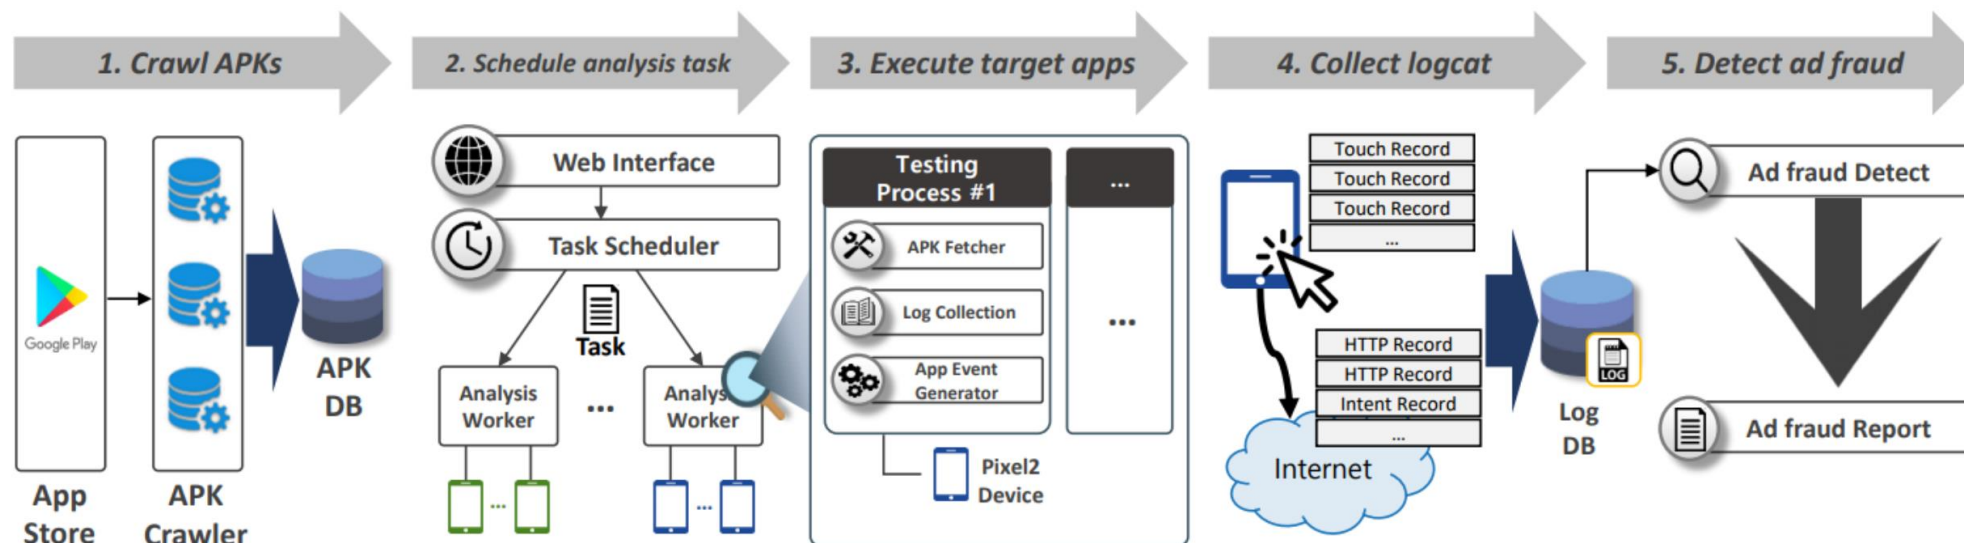 1. Crawl APKs
2. Schedule analysis task
3. Execute target apps
4. Collect logcat
5. Detect ad fraud
Google Play
App
Store
APK
Crawler
APK
DB
Web Interface
Task Scheduler
Task
Analysis
Worker
...
Analysis
Worker
...
...
Testing
Process #1
...
APK Fetcher
Log Collection
App Event
Generator
...
Pixel2
Device
Touch Record
Touch Record
Touch Record
...
HTTP Record
HTTP Record
Intent Record
...
Internet
LOG
Log
DB
Ad fraud Detect
Ad fraud Report